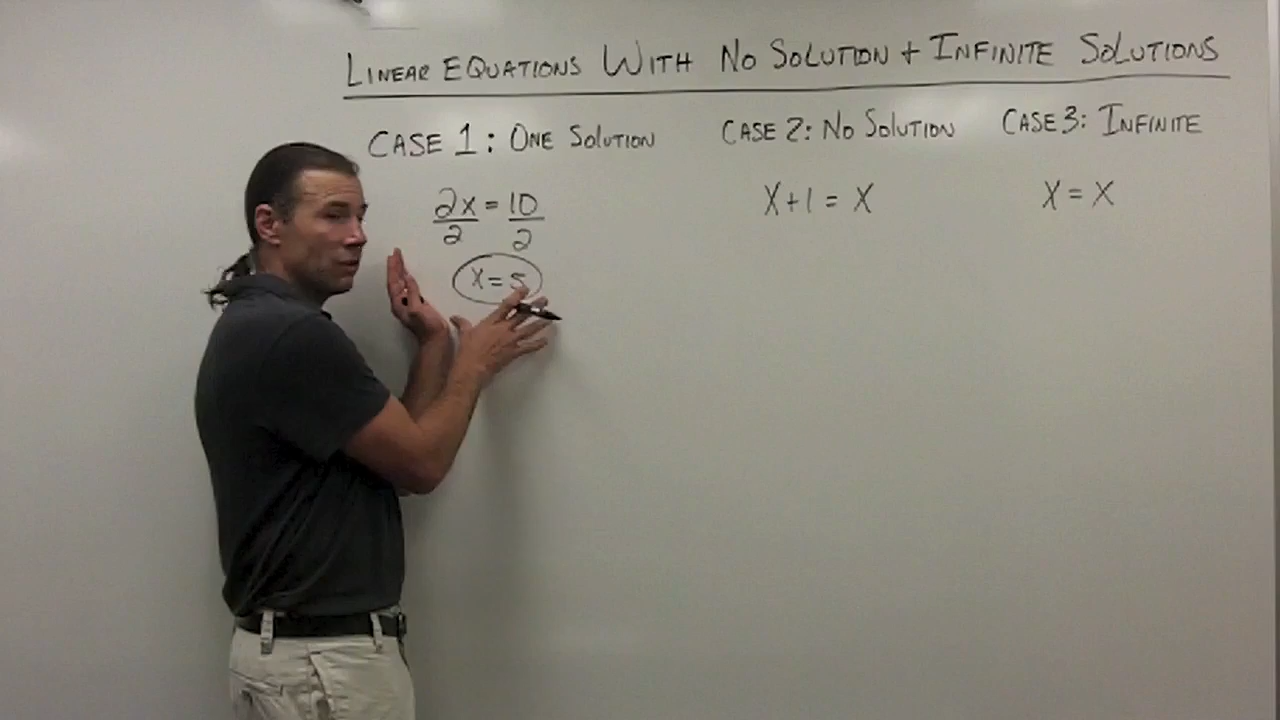 LINEAR EQUATIONS WITH NO SOLUTION + INFINITE SOLUTIONS
CASE 1: ONE SOLUTION
2x = 10
2 2
x = 5
CASE 2: NO SOLUTION
X + 1 = X
CASE 3: INFINITE
X = X